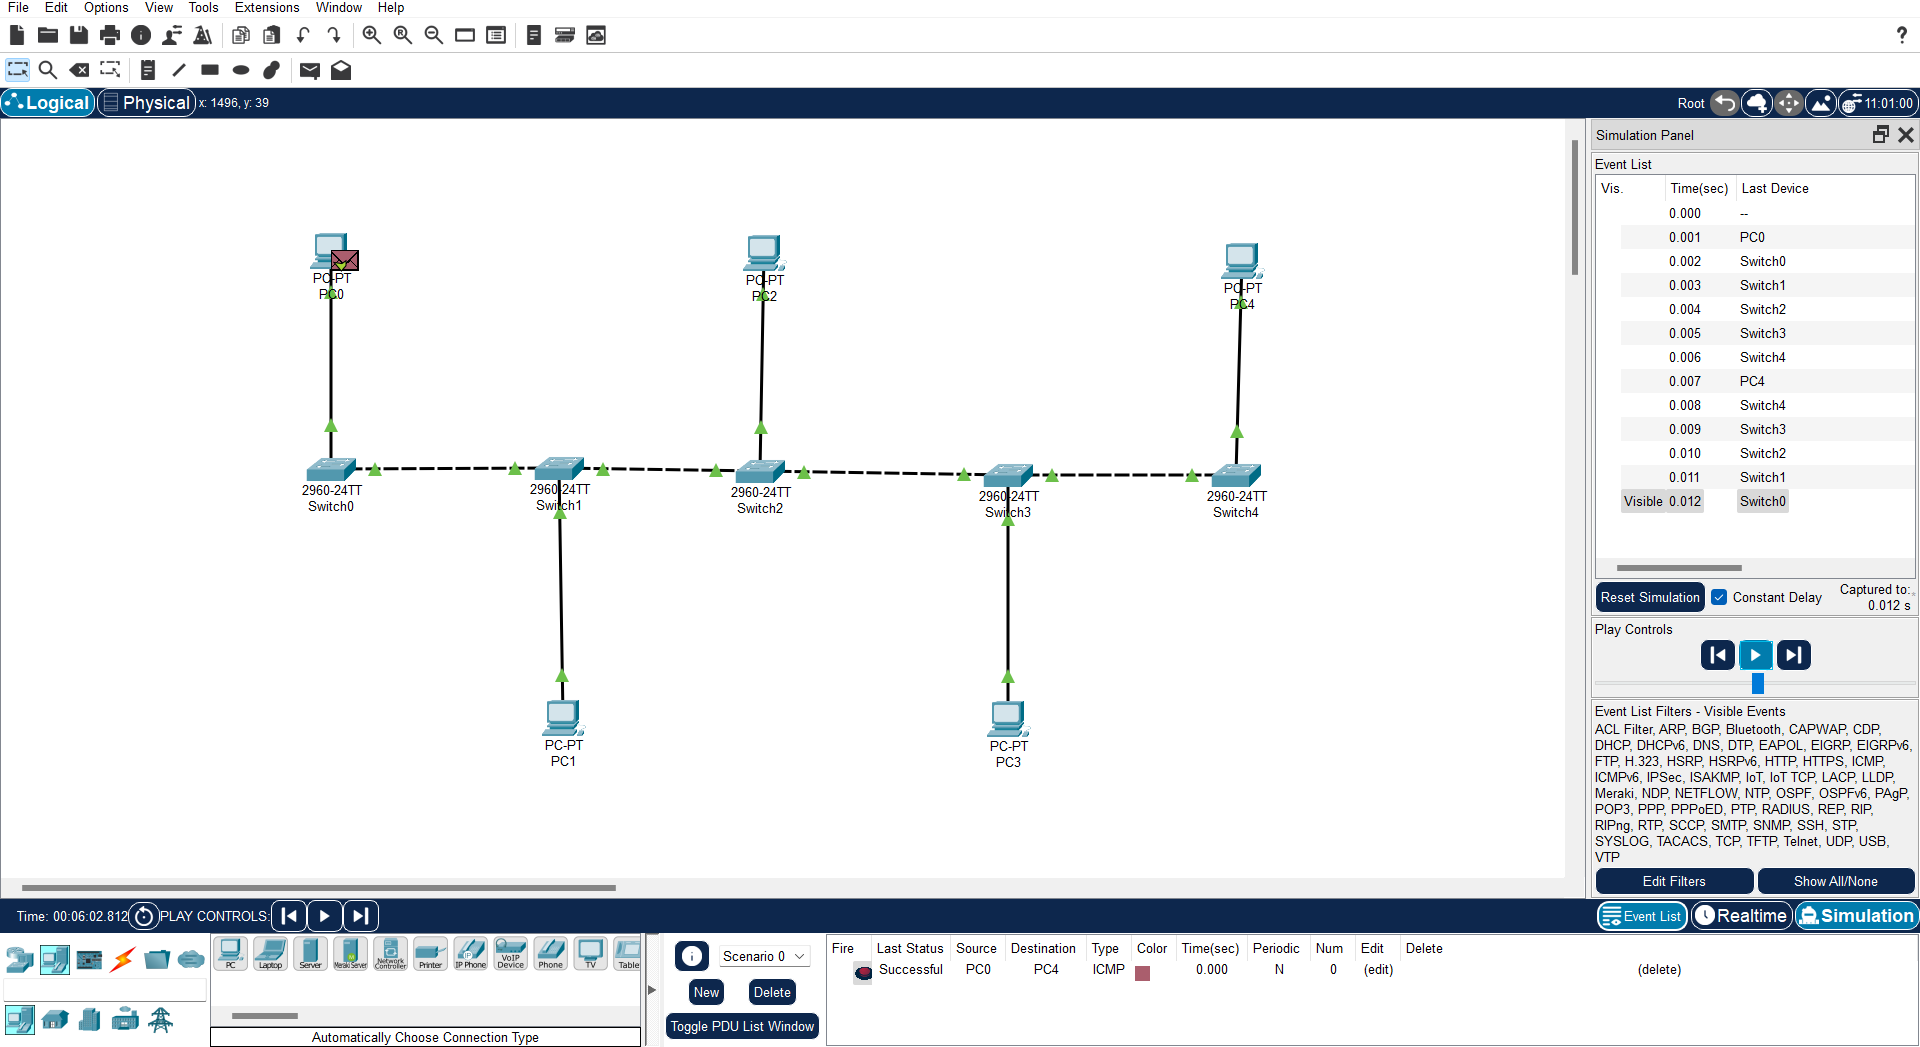 File Edit Options View Tools Extensions Window Help
Logical Physical x: 1496, y: 39 Root 11:01:00
Simulation Panel
Event List
Vis. Time(sec) Last Device
0.000 --
0.001 PC0
0.002 Switch0
0.003 Switch1
0.004 Switch2
0.005 Switch3
0.006 Switch4
0.007 PC4
0.008 Switch4
0.009 Switch3
0.010 Switch2
0.011 Switch1
Visible 0.012 Switch0
Reset Simulation Constant Delay Captured to:
0.012 s
Play Controls
Event List Filters - Visible Events
ACL Filter, ARP, BGP, Bluetooth, CAPWAP, CDP,
DHCP, DHCPv6, DNS, DTP, EAPOL, EIGRP, EIGRPv6,
FTP, H.323, HSRP, HSRPv6, HTTP, HTTPS, ICMP,
ICMPv6, IPSec, ISAKMP, IoT, IoT TCP, LACP, LLDP,
Meraki, NDP, NETFLOW, NTP, OSPF, OSPFv6, PAgP,
POP3, PPP, PPPoED, PTP, RADIUS, REP, RIP,
RIPng, RTP, SCCP, SMTP, SNMP, SSH, STP,
SYSLOG, TACACS, TCP, TFTP, Telnet, UDP, USB,
VTP
Edit Filters Show All/None
PC-PT
PC0
PC-PT
PC2
PC-PT
PC4
2960-24TT
Switch0
2960-24TT
Switch1
2960-24TT
Switch2
2960-24TT
Switch3
2960-24TT
Switch4
PC-PT
PC1
PC-PT
PC3
Time: 00:06:02.812 PLAY CONTROLS: Event List Realtime Simulation
PC Laptop Server Meraki Server Network Controller Printer IP Phone VoIP Device Phone TV Table
Automatically Choose Connection Type
Scenario 0
New Delete
Toggle PDU List Window
Fire Last Status Source Destination Type Color Time(sec) Periodic Num Edit Delete
Successful PC0 PC4 ICMP 0.000 N 0 (edit) (delete)